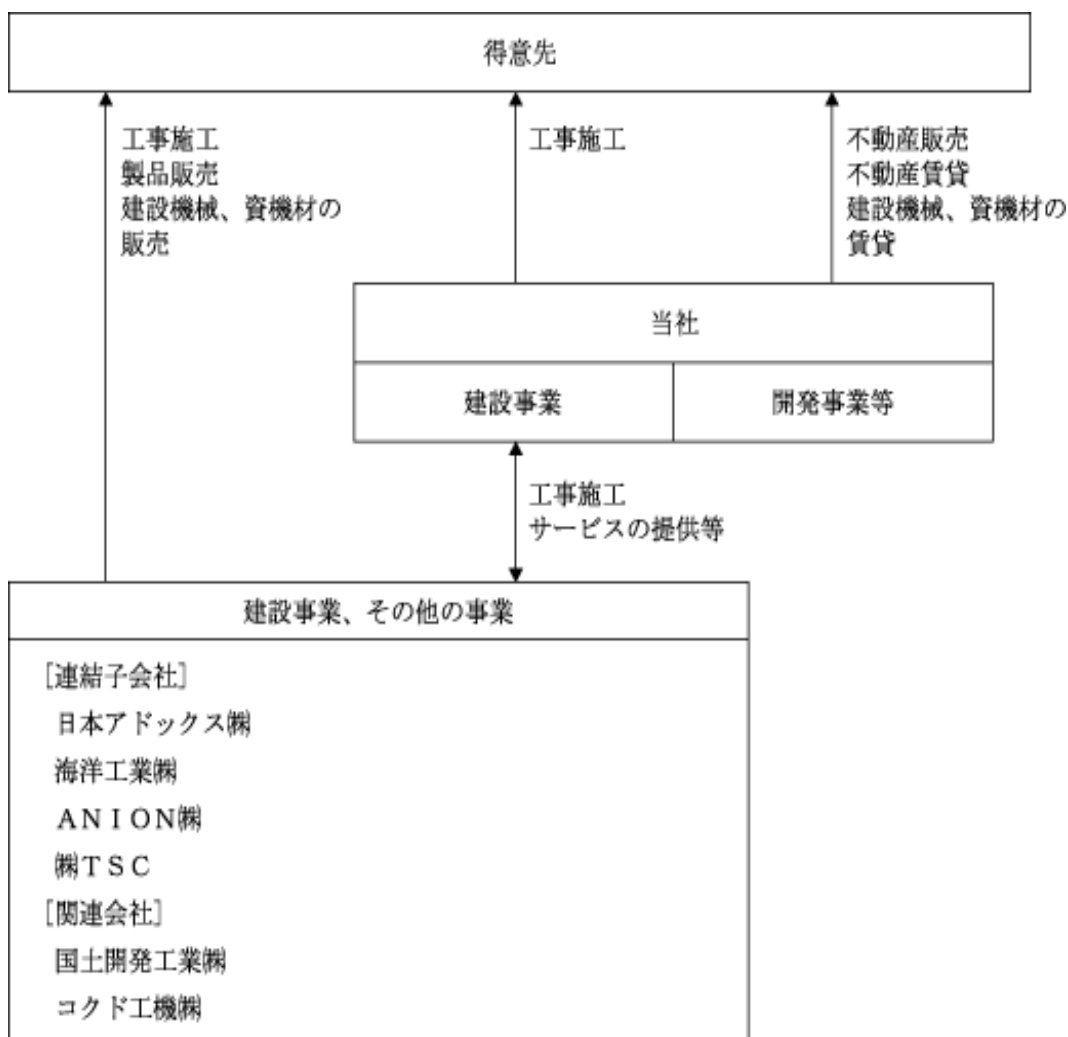 得意先
工事施工
製品販売
建設機械、資機材の
販売
工事施工
不動産販売
不動産賃貸
建設機械、資機材の
賃貸
当社
建設事業
開発事業等
工事施工
サービスの提供等
建設事業、その他の事業
[連結子会社]
日本アドックス㈱
海洋工業㈱
ＡＮＩＯＮ㈱
㈱ＴＳＣ
[関連会社]
国土開発工業㈱
コクド工機㈱